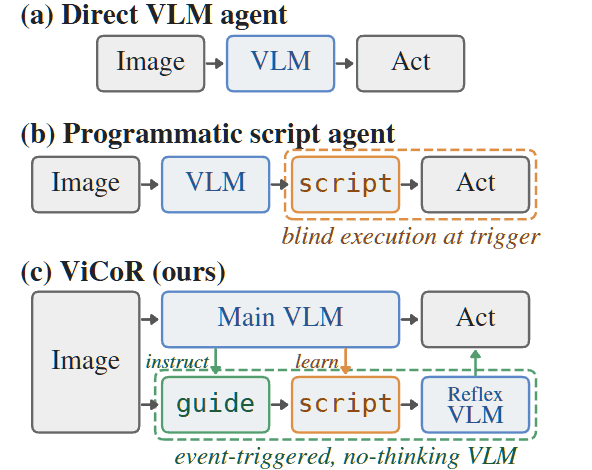 (a) Direct VLM agent
Image VLM Act
(b) Programmatic script agent
Image VLM script Act
blind execution at trigger
(c) ViCoR (ours)
Main VLM Act
Image
instruct learn
guide script Reflex VLM
event-triggered, no-thinking VLM